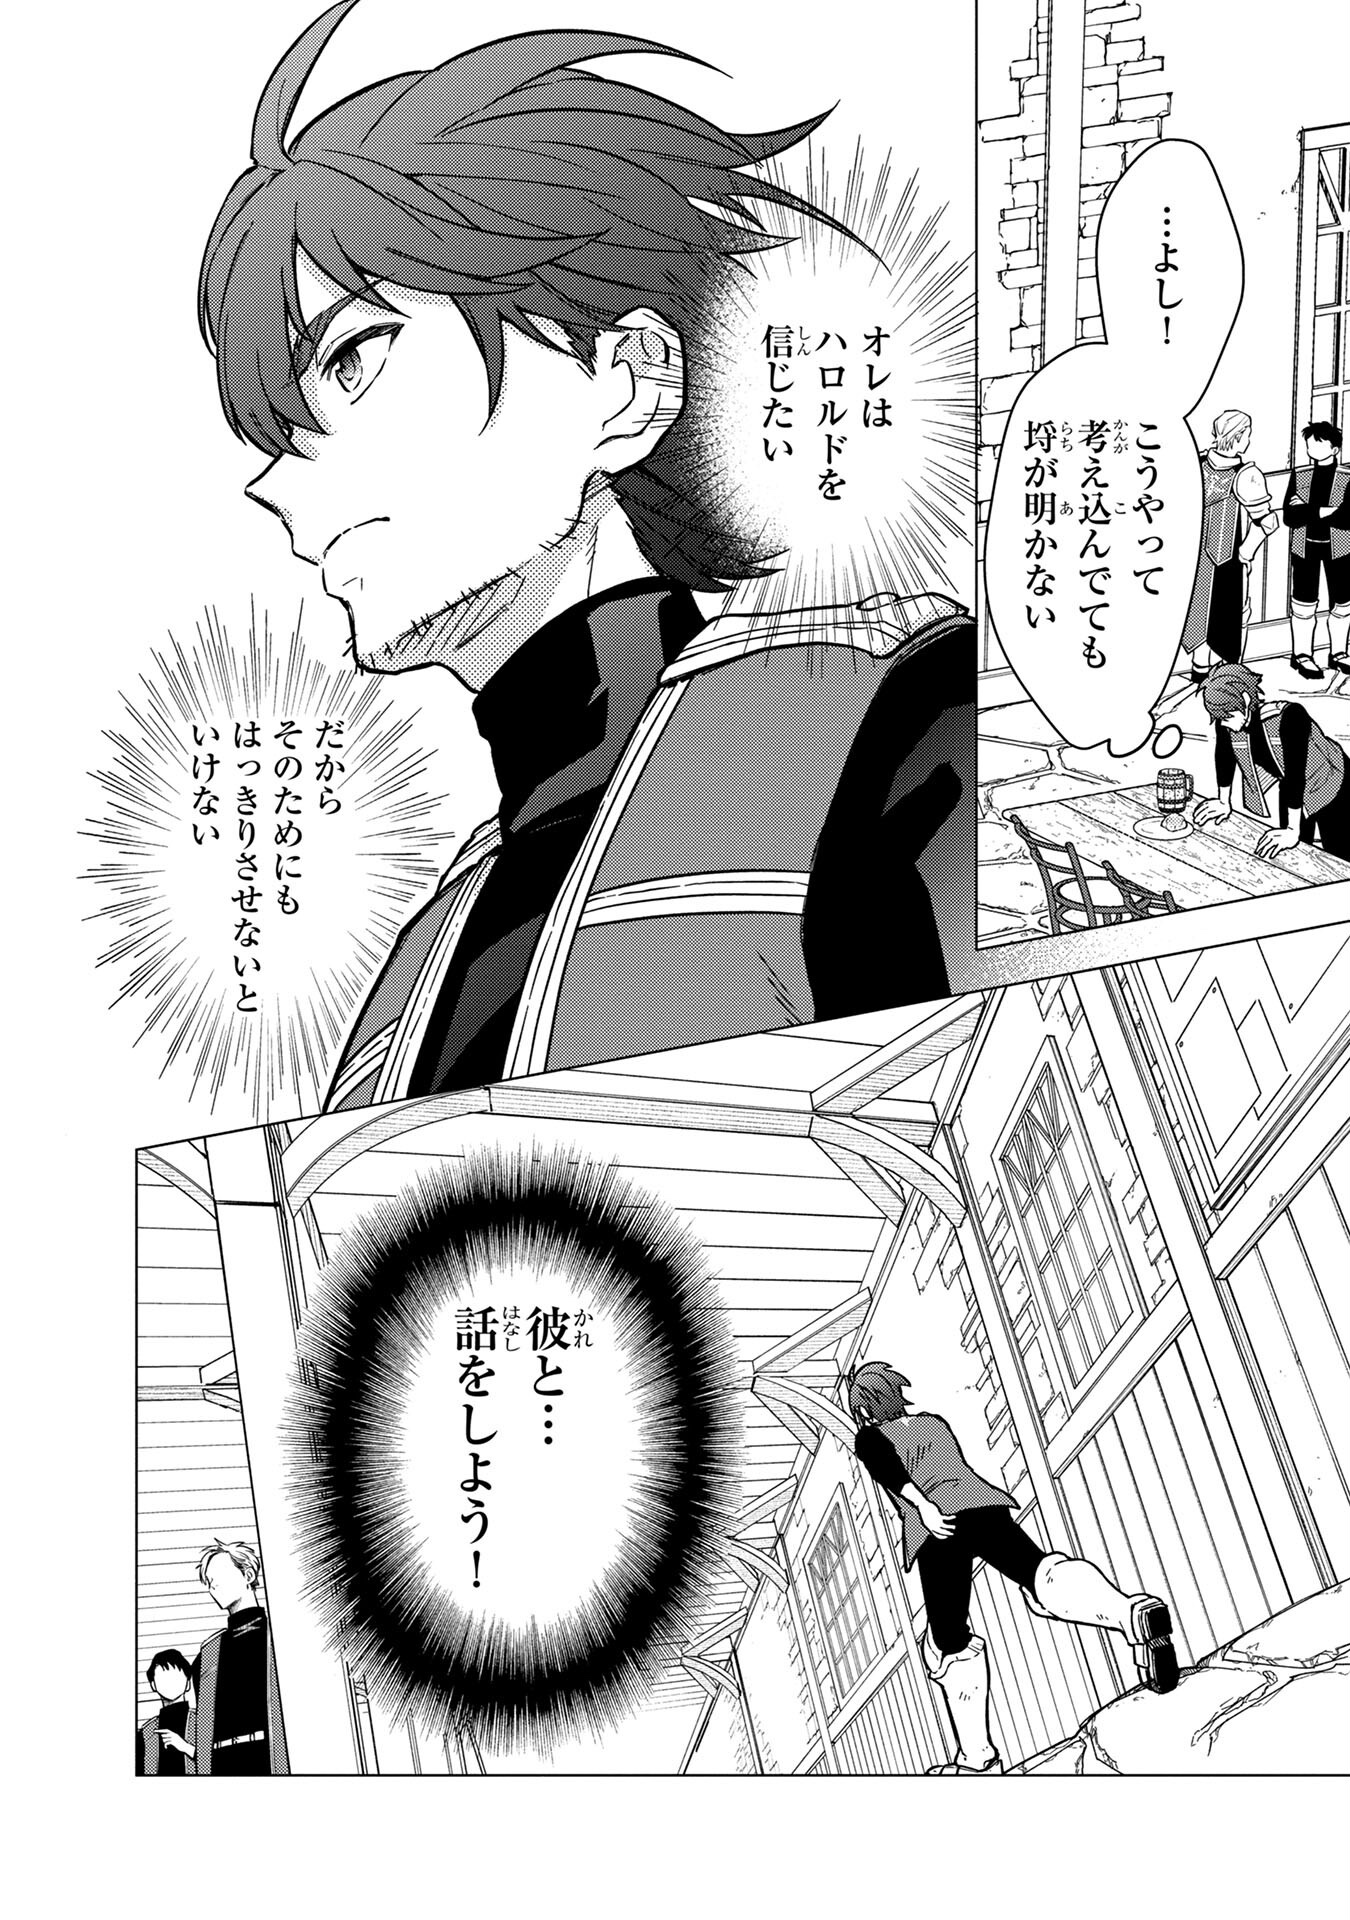 …よし！
こうやって
考え込んでても
埒が明かない
オレは
ハロルドを
信じたい
だから
そのためにも
はっきりさせないと
いけない
彼と…
話をしよう！